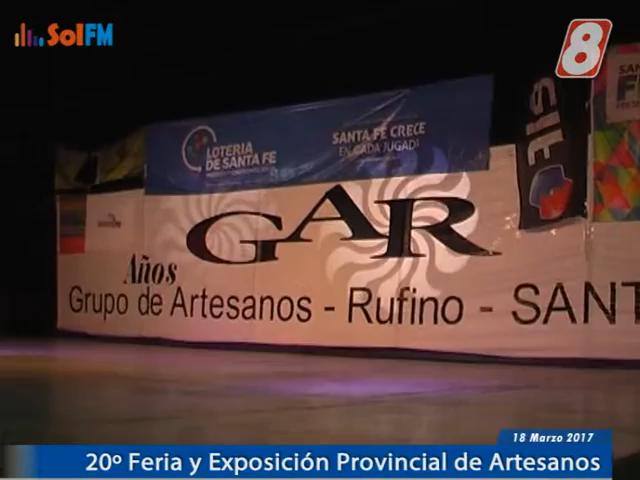 SolFM
8
LOTERIA
DE SANTA FE
SANTA FE CRECE
EN CADA JUGADA
GAR
Años
Grupo de Artesanos - Rufino - SANT
18 Marzo 2017
20º Feria y Exposición Provincial de Artesanos